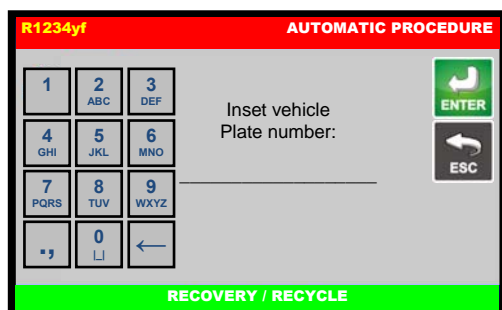 R1234yf AUTOMATIC PROCEDURE
1 2 3
ABC DEF
4 5 6
GHI JKL MNO
7 8 9
PQRS TUV WXYZ
., 0 ←
Inset vehicle
Plate number:
ENTER
ESC
RECOVERY / RECYCLE